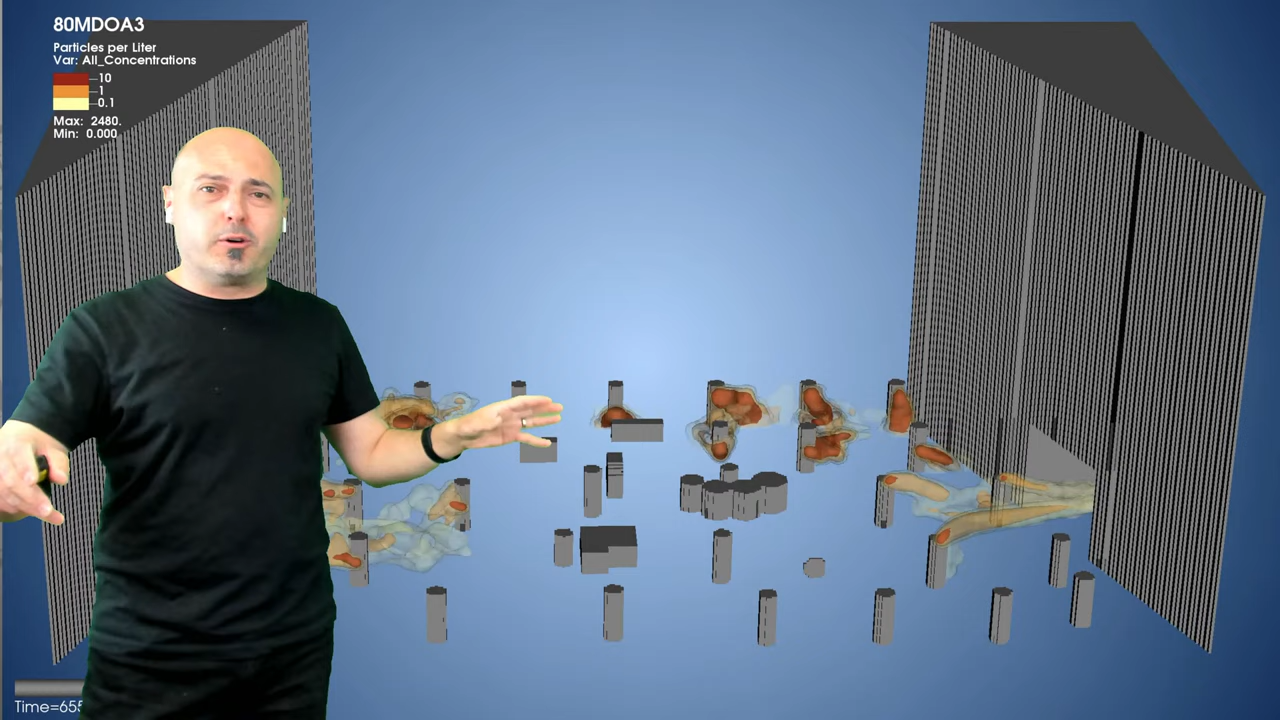 80MDOA3
Particles per Liter
Var: All_Concentrations
10
1
0.1
Max: 2480.
Min: 0.000
Time=655